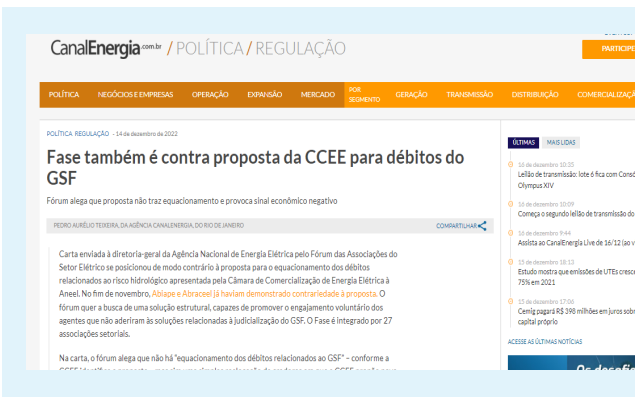 CanalEnergia.com.br / POLÍTICA / REGULAÇÃO
PARTICIPE
POLÍTICA NEGÓCIOS E EMPRESAS OPERAÇÃO EXPANSÃO MERCADO POR SEGMENTO GERAÇÃO TRANSMISSÃO DISTRIBUIÇÃO COMERCIALIZAÇÃ
POLÍTICA REGULAÇÃO - 14 de dezembro de 2022
Fase também é contra proposta da CCEE para débitos do
GSF
Fórum alega que proposta não traz equacionamento e provoca sinal econômico negativo
PEDRO AURÉLIO TEIXEIRA, DA AGÊNCIA CANALENERGIA, DO RIO DE JANEIRO
COMPARTILHAR
Carta enviada à diretoria-geral da Agência Nacional de Energia Elétrica pelo Fórum das Associações do
Setor Elétrico se posicionou de modo contrário à proposta para o equacionamento dos débitos
relacionados ao risco hidrológico apresentada pela Câmara de Comercialização de Energia Elétrica à
Aneel. No fim de novembro, Abiape e Abraceel já haviam demonstrado contrariedade à proposta. O
fórum quer a busca de uma solução estrutural, capazes de promover o engajamento voluntário dos
agentes que não aderiram às soluções relacionadas à judicialização do GSF. O Fase é integrado por 27
associações setoriais.
Na carta, o fórum alega que não há "equacionamento dos débitos relacionados ao GSF" – conforme a
ÚLTIMAS MAIS LIDAS
16 de dezembro 10:35
Leilão de transmissão: lote 6 fica com Consó
Olympus XIV
16 de dezembro 10:09
Começa o segundo leilão de transmissão do
16 de dezembro 9:44
Assista ao CanalEnergia Live de 16/12 (ao v
15 de dezembro 18:13
Estudo mostra que emissões de UTEs cresce
75% em 2021
15 de dezembro 17:06
Cemig pagará R$ 398 milhões em juros sobr
capital próprio
ACESSE AS ÚLTIMAS NOTÍCIAS